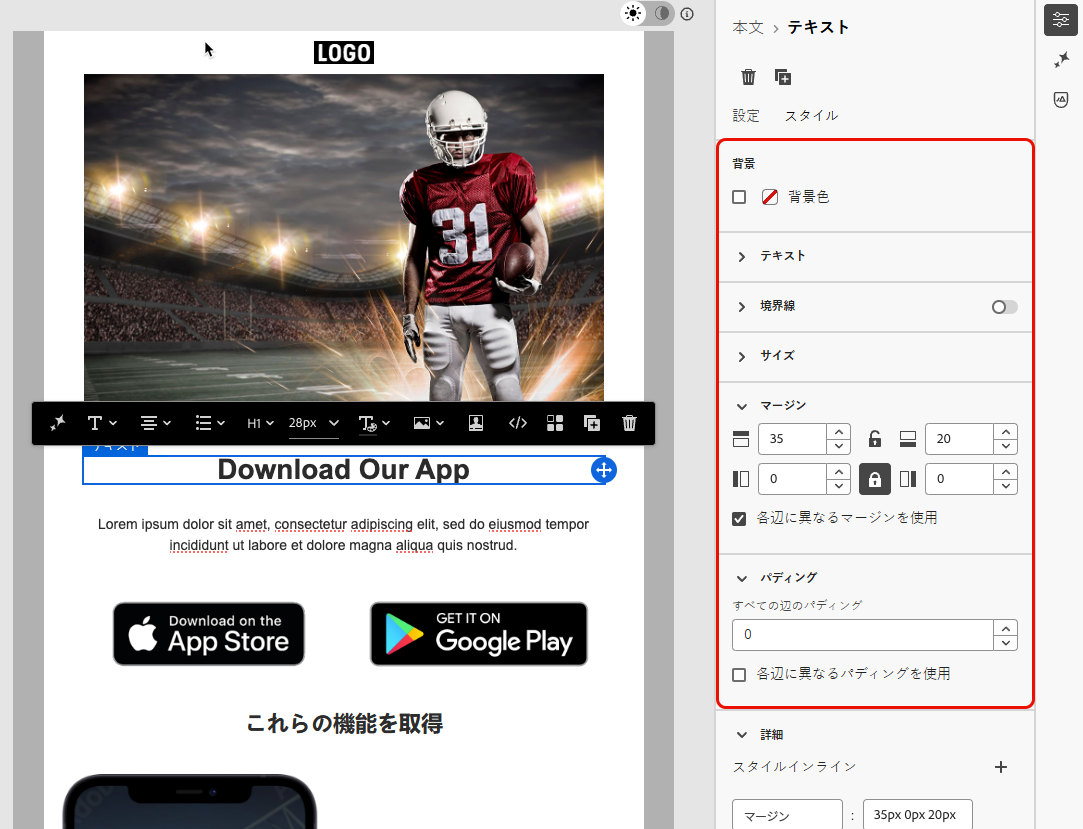 LOGO
31
H1
28px
テキスト
Download Our App
Lorem ipsum dolor sit amet, consectetur adipiscing elit, sed do eiusmod tempor
incididunt ut labore et dolore magna aliqua quis nostrud.
Download on the
App Store
GET IT ON
Google Play
これらの機能を取得
本文 › テキスト
設定 スタイル
背景
背景色
テキスト
境界線
サイズ
マージン
35
20
0
0
各辺に異なるマージンを使用
パディング
すべての辺のパディング
0
各辺に異なるパディングを使用
詳細
スタイルインライン
マージン : 35px 0px 20px